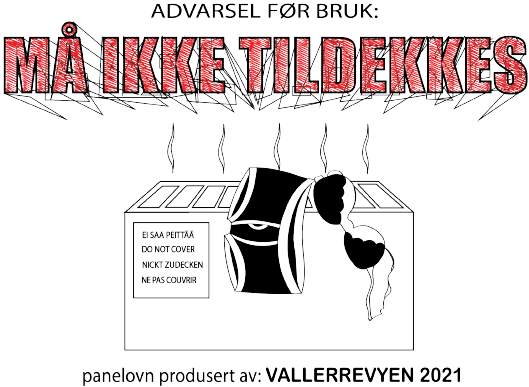 ADVARSEL FØR BRUK:
MÅ IKKE TILDEKKES
EI SAA PEITTÄÄ
DO NOT COVER
NICKT ZUDECKEN
NE PAS COUVRIR
panelovn produsert av: VALLERREVYEN 2021